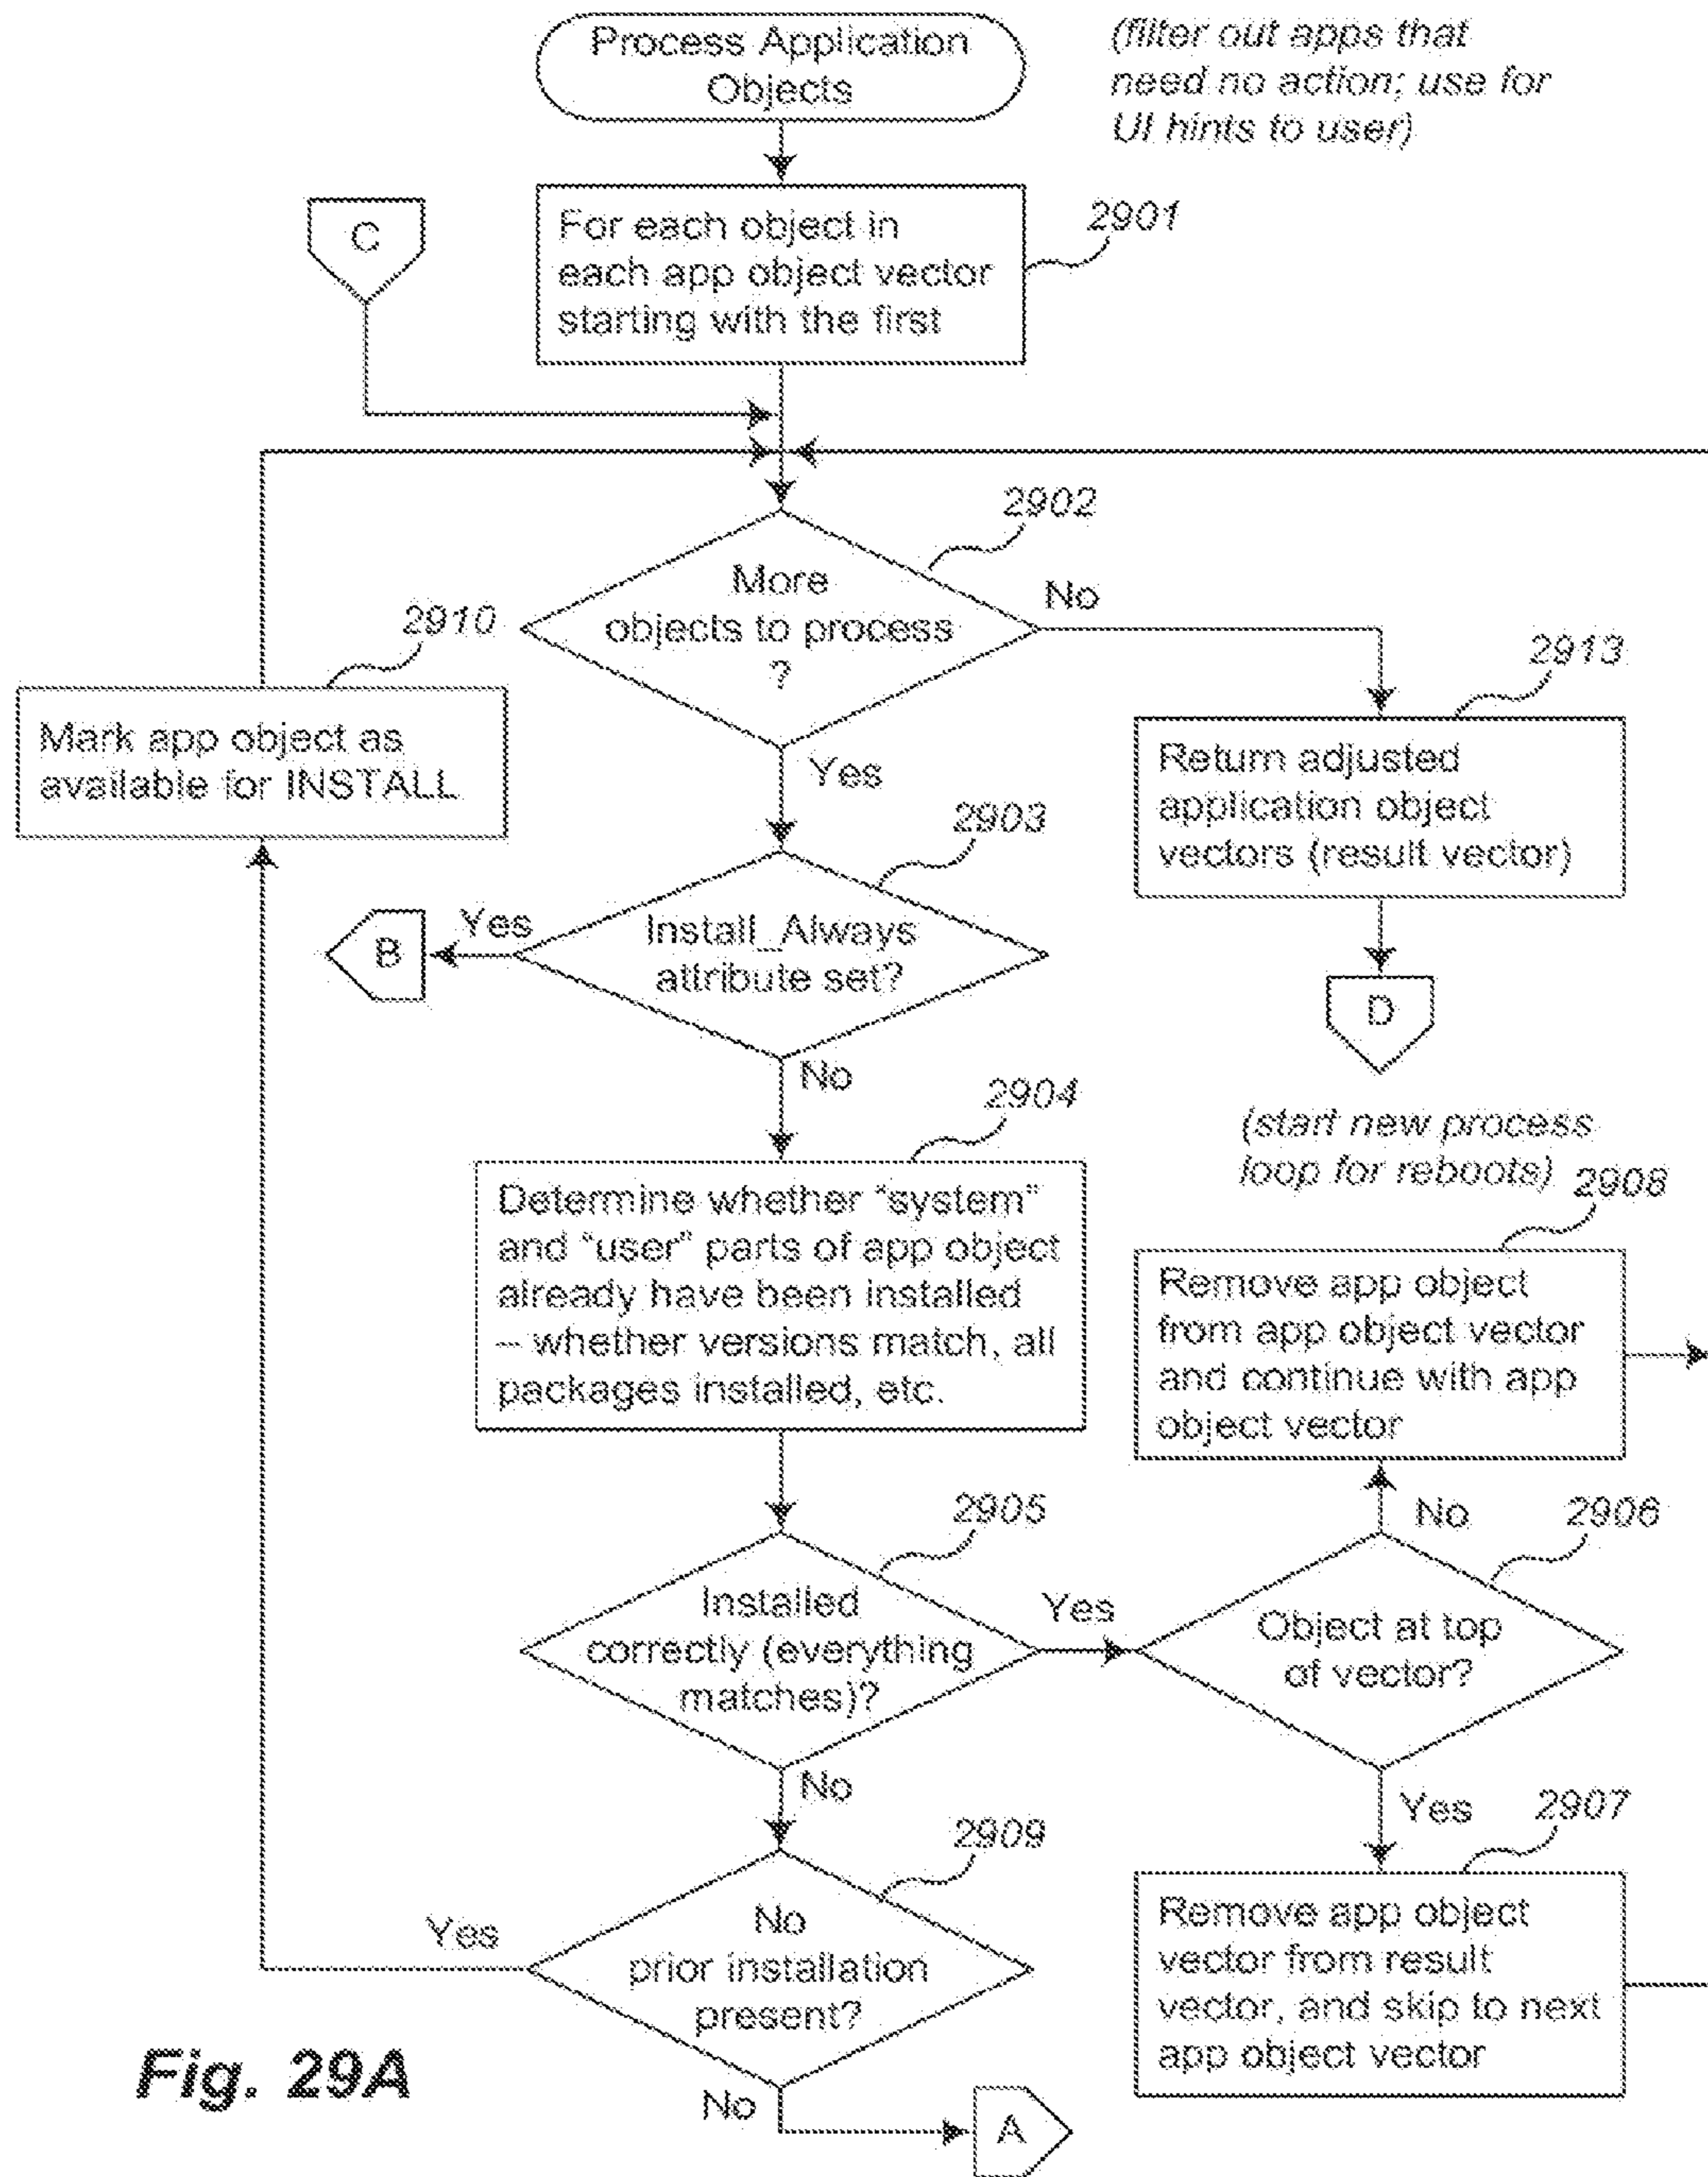 Process Application
Objects
(filter out apps that
need no action; use for
UI hints to user)
C
For each object in
each app object vector
starting with the first
2901
2902
More
objects to process
?
No
Yes
2910
Mark app object as
available for INSTALL
2913
Return adjusted
application object
vectors (result vector)
2903
Install_Always
attribute set?
Yes
B
No
D
(start new process
loop for reboots)
2904
Determine whether "system"
and "user" parts of app object
already have been installed
-- whether versions match, all
packages installed, etc.
2908
Remove app object
from app object vector
and continue with app
object vector
2905
Installed
correctly (everything
matches)?
Yes
No
No
2906
Object at top
of vector?
Yes
2907
Remove app object
vector from result
vector, and skip to next
app object vector
2909
No
prior installation
present?
Yes
No
A
Fig. 29A